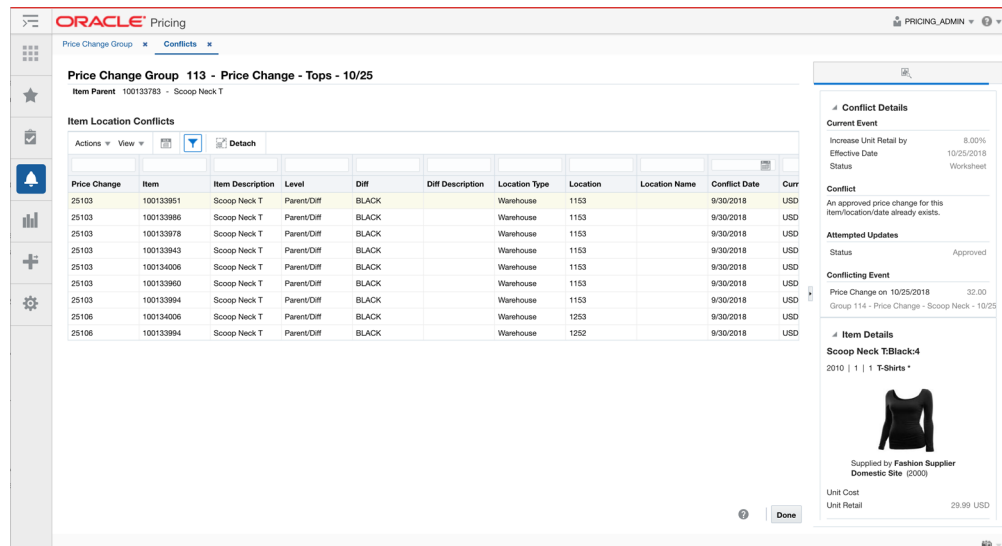 ORACLE® Pricing
PRICING_ADMIN
Price Change Group
Conflicts
Price Change Group 113 - Price Change - Tops - 10/25
Item Parent 100133783 - Scoop Neck T
Item Location Conflicts
Actions View Detach
Price Change Item Item Description Level Diff Diff Description Location Type Location Location Name Conflict Date Curr
25103 100133951 Scoop Neck T Parent/Diff BLACK Warehouse 1153 9/30/2018 USD
25103 100133986 Scoop Neck T Parent/Diff BLACK Warehouse 1153 9/30/2018 USD
25103 100133978 Scoop Neck T Parent/Diff BLACK Warehouse 1153 9/30/2018 USD
25103 100133943 Scoop Neck T Parent/Diff BLACK Warehouse 1153 9/30/2018 USD
25103 100134006 Scoop Neck T Parent/Diff BLACK Warehouse 1153 9/30/2018 USD
25103 100133960 Scoop Neck T Parent/Diff BLACK Warehouse 1153 9/30/2018 USD
25103 100133994 Scoop Neck T Parent/Diff BLACK Warehouse 1153 9/30/2018 USD
25106 100134006 Scoop Neck T Parent/Diff BLACK Warehouse 1253 9/30/2018 USD
25106 100133994 Scoop Neck T Parent/Diff BLACK Warehouse 1252 9/30/2018 USD
Done
Conflict Details
Current Event
Increase Unit Retail by 8.00%
Effective Date 10/25/2018
Status Worksheet
Conflict
An approved price change for this
item/location/date already exists.
Attempted Updates
Status Approved
Conflicting Event
Price Change on 10/25/2018 32.00
Group 114 - Price Change - Scoop Neck - 10/25
Item Details
Scoop Neck T:Black:4
2010 | 1 | 1 T-Shirts *
Supplied by Fashion Supplier
Domestic Site (2000)
Unit Cost
Unit Retail 29.99 USD